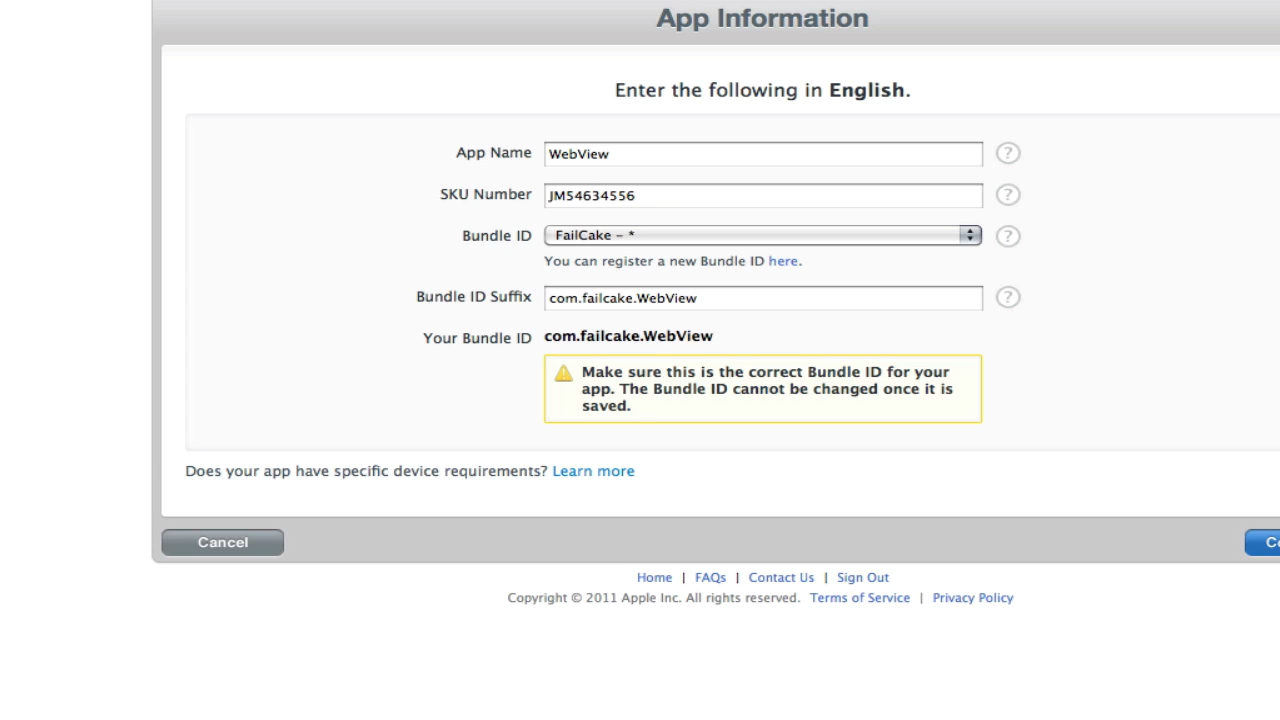 App Information
Enter the following in English.
App Name WebView ?
SKU Number JM54634556 ?
Bundle ID FailCake - * ?
You can register a new Bundle ID here.
Bundle ID Suffix com.failcake.WebView ?
Your Bundle ID com.failcake.WebView
Make sure this is the correct Bundle ID for your
app. The Bundle ID cannot be changed once it is
saved.
Does your app have specific device requirements? Learn more
Cancel
Home | FAQs | Contact Us | Sign Out
Copyright © 2011 Apple Inc. All rights reserved. Terms of Service | Privacy Policy